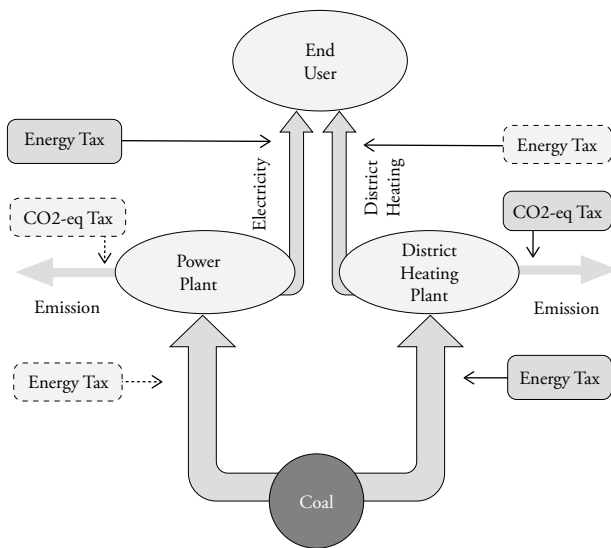 End
User
Energy Tax
Energy Tax
Electricity
District
Heating
CO2-eq Tax
CO2-eq Tax
Power
Plant
District
Heating
Plant
Emission
Emission
Energy Tax
Energy Tax
Coal